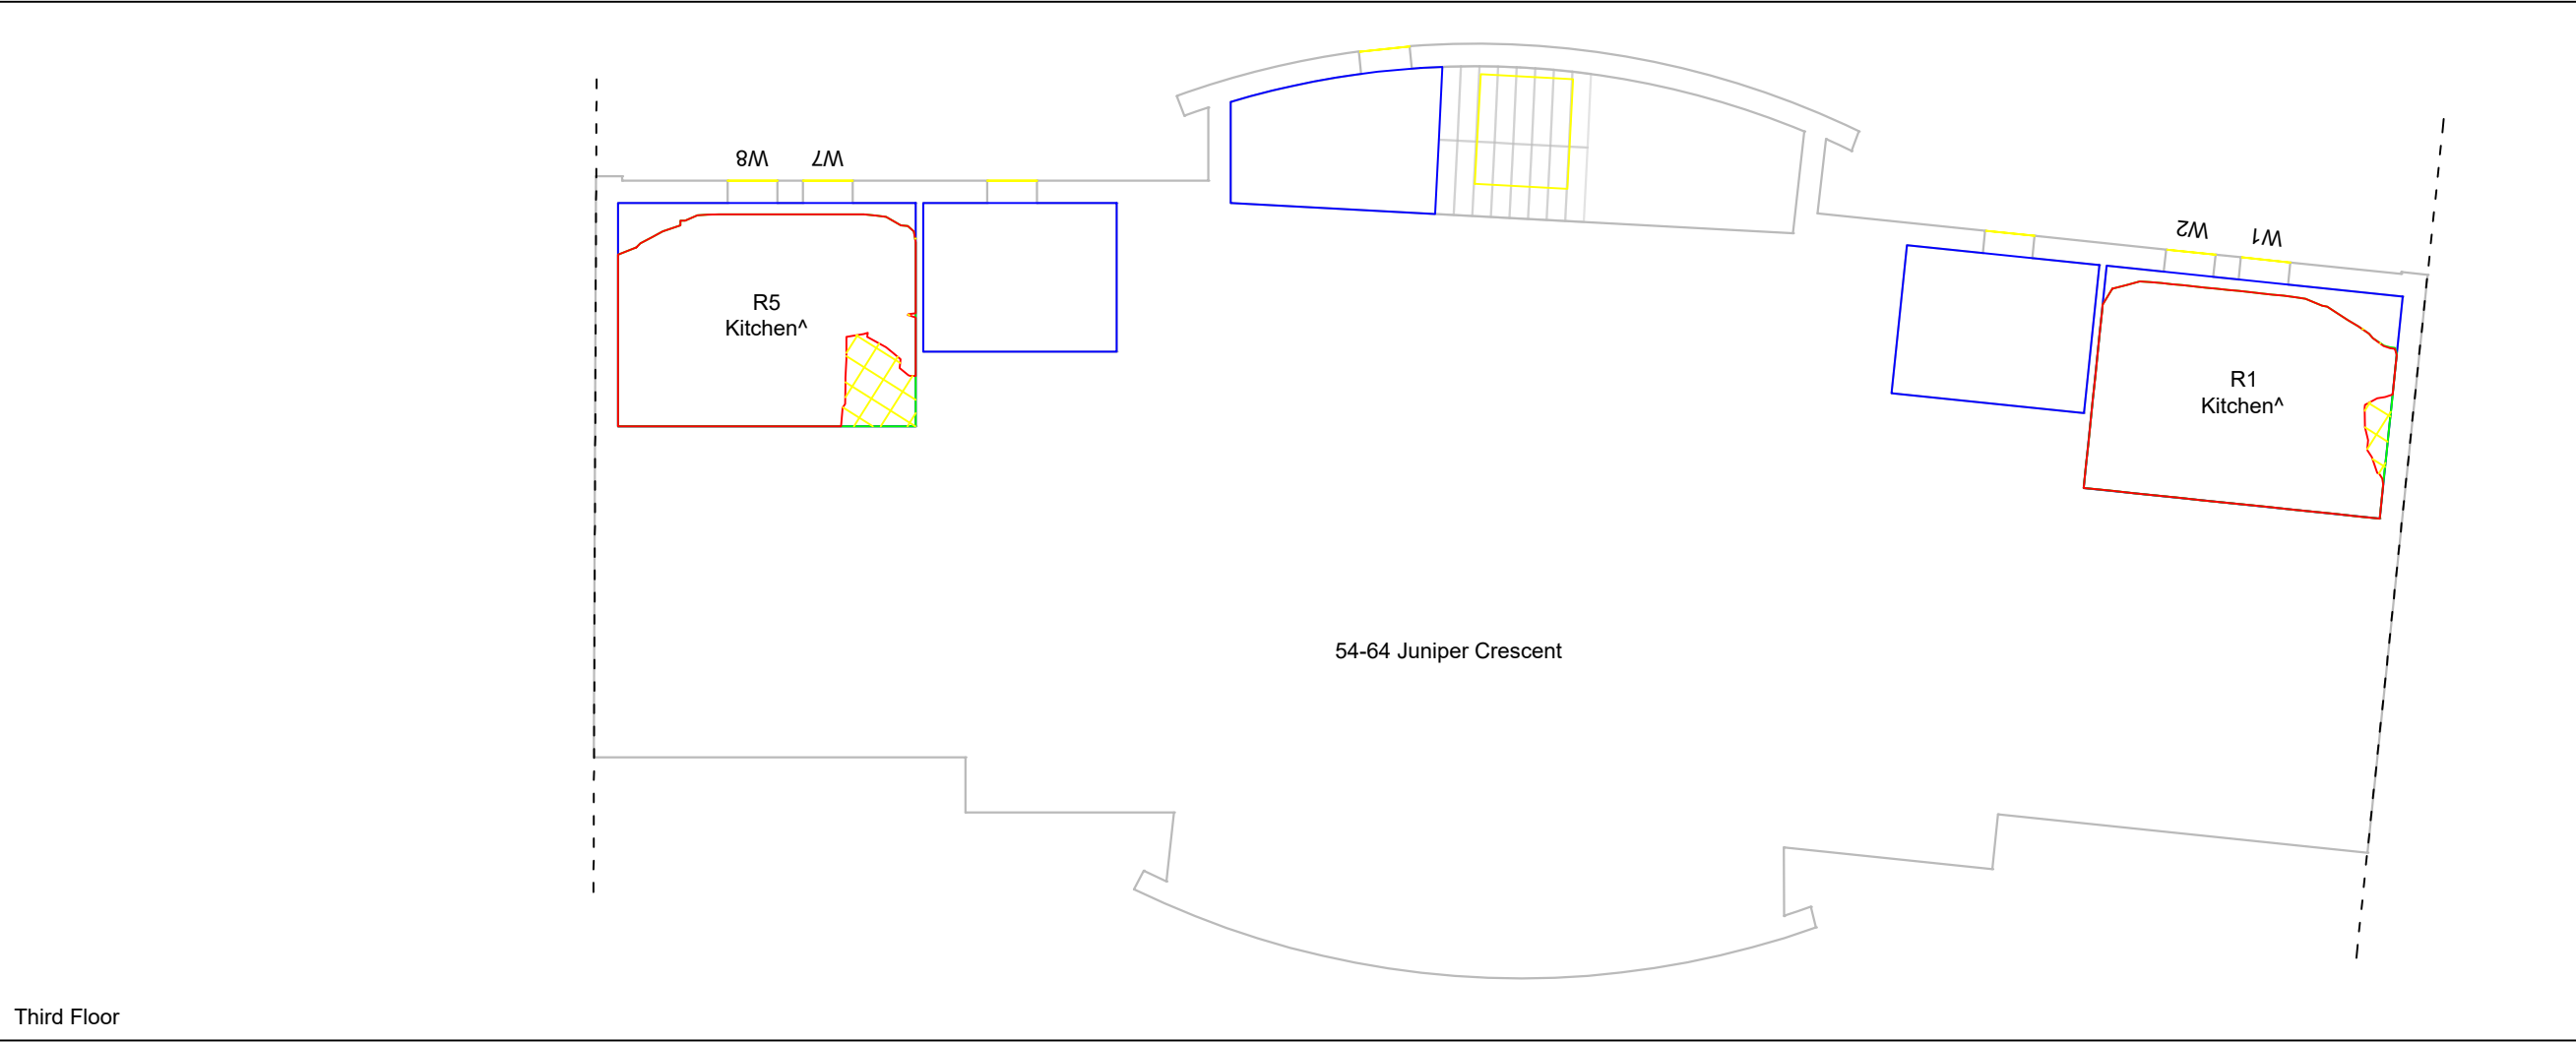 W8
W7
W2
W1
R5
Kitchen^
R1
Kitchen^
54-64 Juniper Crescent
Third Floor